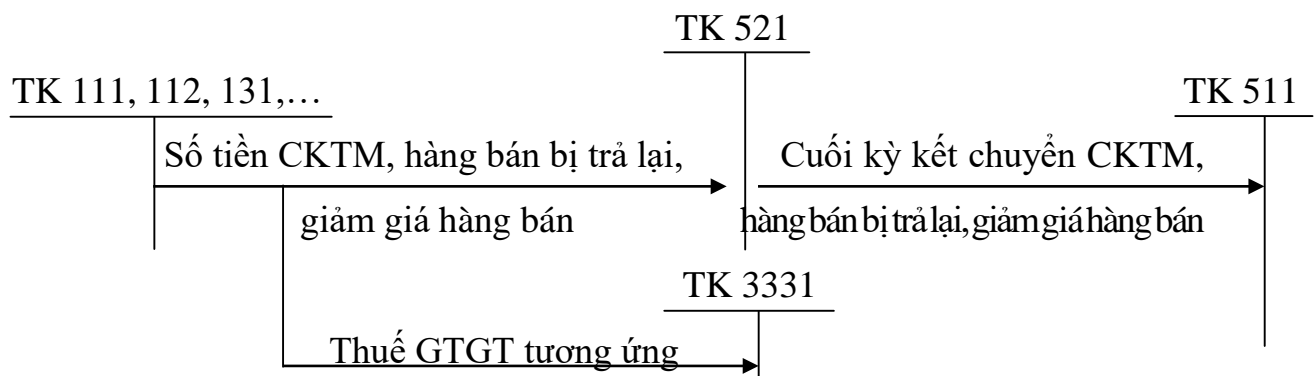 TK 521
TK 111, 112, 131,…
TK 511
Số tiền CKTM, hàng bán bị trả lại,
giảm giá hàng bán
Cuối kỳ kết chuyển CKTM,
hàng bán bị trả lại, giảm giá hàng bán
TK 3331
Thuế GTGT tương ứng